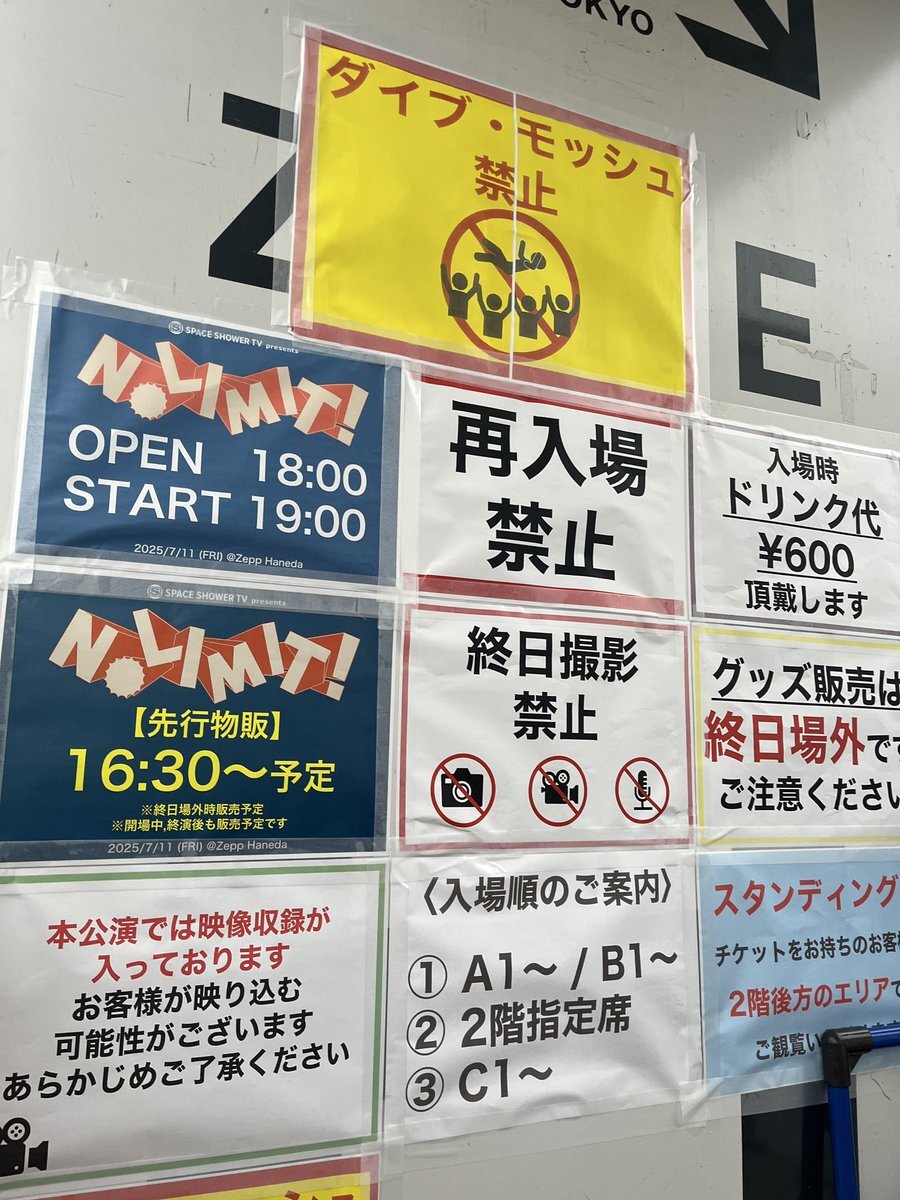 OKYO
Z
E
ダイブ・モッシュ
禁止
SPACE SHOWER TV presents
NO LIMIT!
OPEN 18:00
START 19:00
2025/7/11 (FRI) @Zepp Haneda
再入場
禁止
入場時
ドリンク代
¥600
頂戴します
SPACE SHOWER TV presents
NO LIMIT!
【先行物販】
16:30〜予定
※終日場外時販売予定
※開場中,終演後も販売予定です
2025/7/11 (FRI) @Zepp Haneda
終日撮影
禁止
グッズ販売は
終日場外です
ご注意ください
本公演では映像収録が
入っております
お客様が映り込む
可能性がございます
あらかじめご了承ください
〈入場順のご案内〉
① A1〜 / B1〜
② 2階指定席
③ C1〜
スタンディング
チケットをお持ちのお客様
2階後方のエリアで
ご観覧い